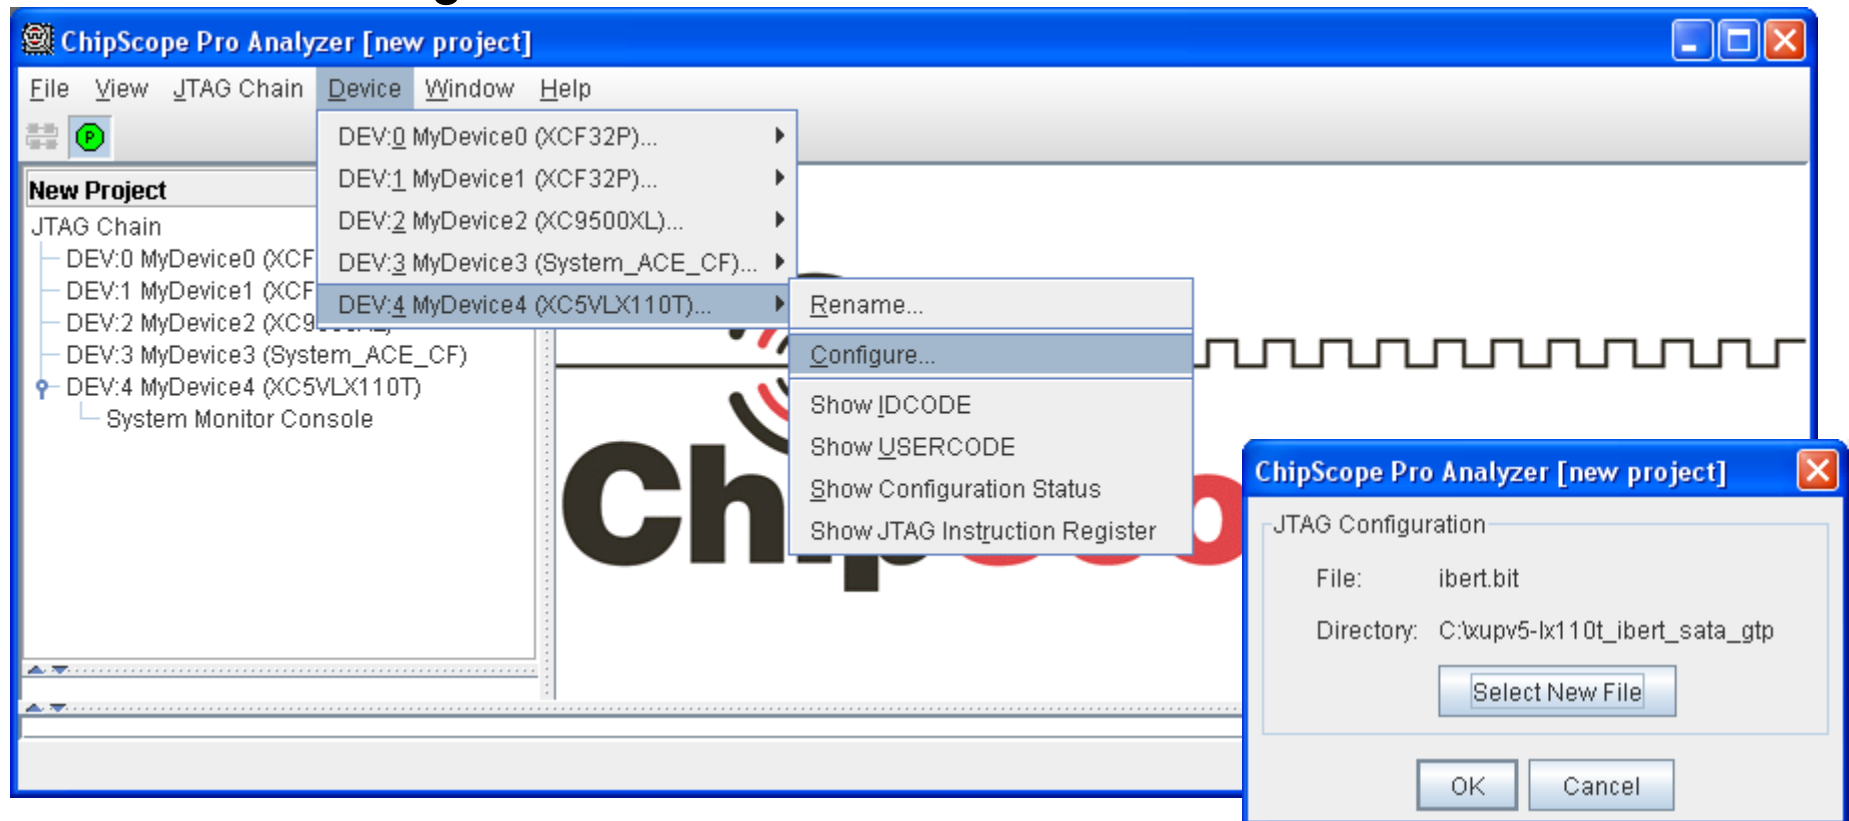 ChipScope Pro Analyzer [new project]
File View JTAG Chain Device Window Help
DEV:0 MyDevice0 (XCF32P)...
DEV:1 MyDevice1 (XCF32P)...
DEV:2 MyDevice2 (XC9500XL)...
DEV:3 MyDevice3 (System_ACE_CF)...
DEV:4 MyDevice4 (XC5VLX110T)...
New Project
JTAG Chain
DEV:0 MyDevice0 (XCF
DEV:1 MyDevice1 (XCF
DEV:2 MyDevice2 (XC9
DEV:3 MyDevice3 (System_ACE_CF)
DEV:4 MyDevice4 (XC5VLX110T)
System Monitor Console
Rename...
Configure...
Show IDCODE
Show USERCODE
Show Configuration Status
Show JTAG Instruction Register
ChipSco
ChipScope Pro Analyzer [new project]
JTAG Configuration
File: ibert.bit
Directory: C:\xupv5-lx110t_ibert_sata_gtp
Select New File
OK Cancel